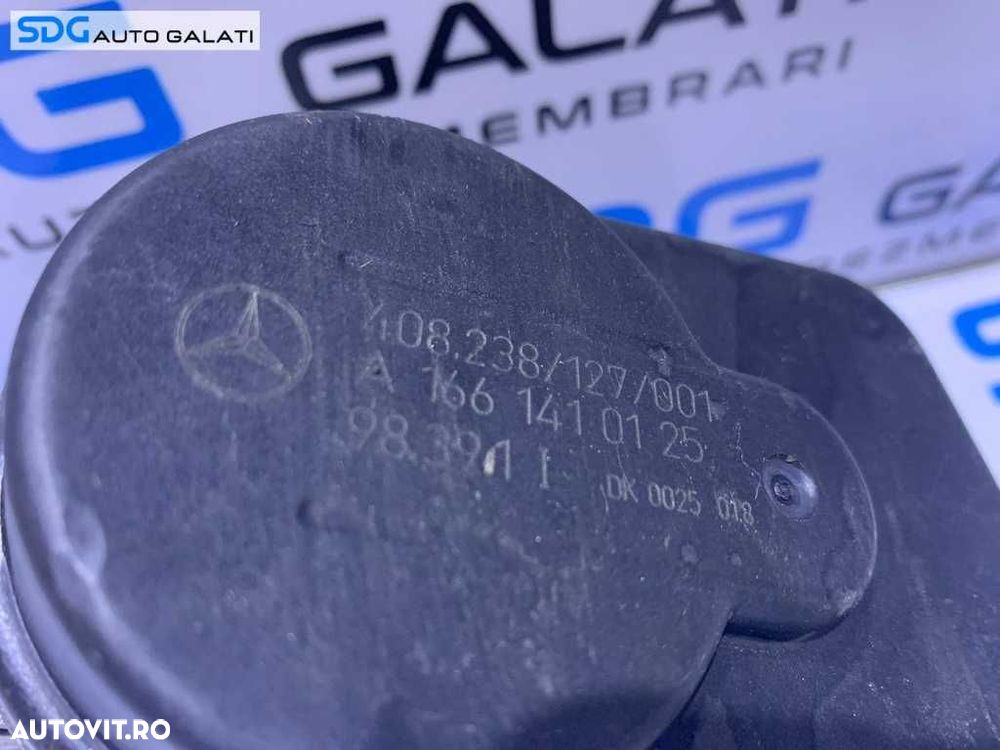 SDG AUTO GALATI
GALATI
MEMBRARI
408.238/127/001
A 166 141 01 25
98.391 I
DK 0025 018
AUTOVIT.RO